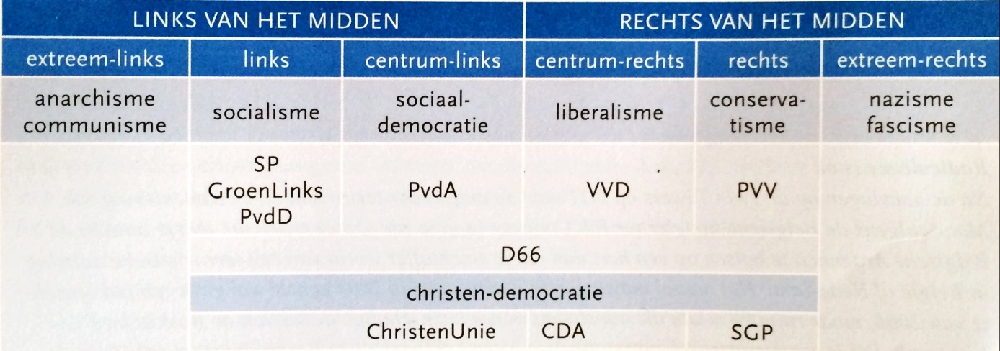 LINKS VAN HET MIDDEN RECHTS VAN HET MIDDEN
extreem-links links centrum-links centrum-rechts rechts extreem-rechts
anarchisme
communisme
socialisme
sociaal-
democratie
liberalisme
conserva-
tisme
nazisme
fascisme
SP
GroenLinks PvdA VVD PVV
PvdD
D66
christen-democratie
ChristenUnie CDA SGP